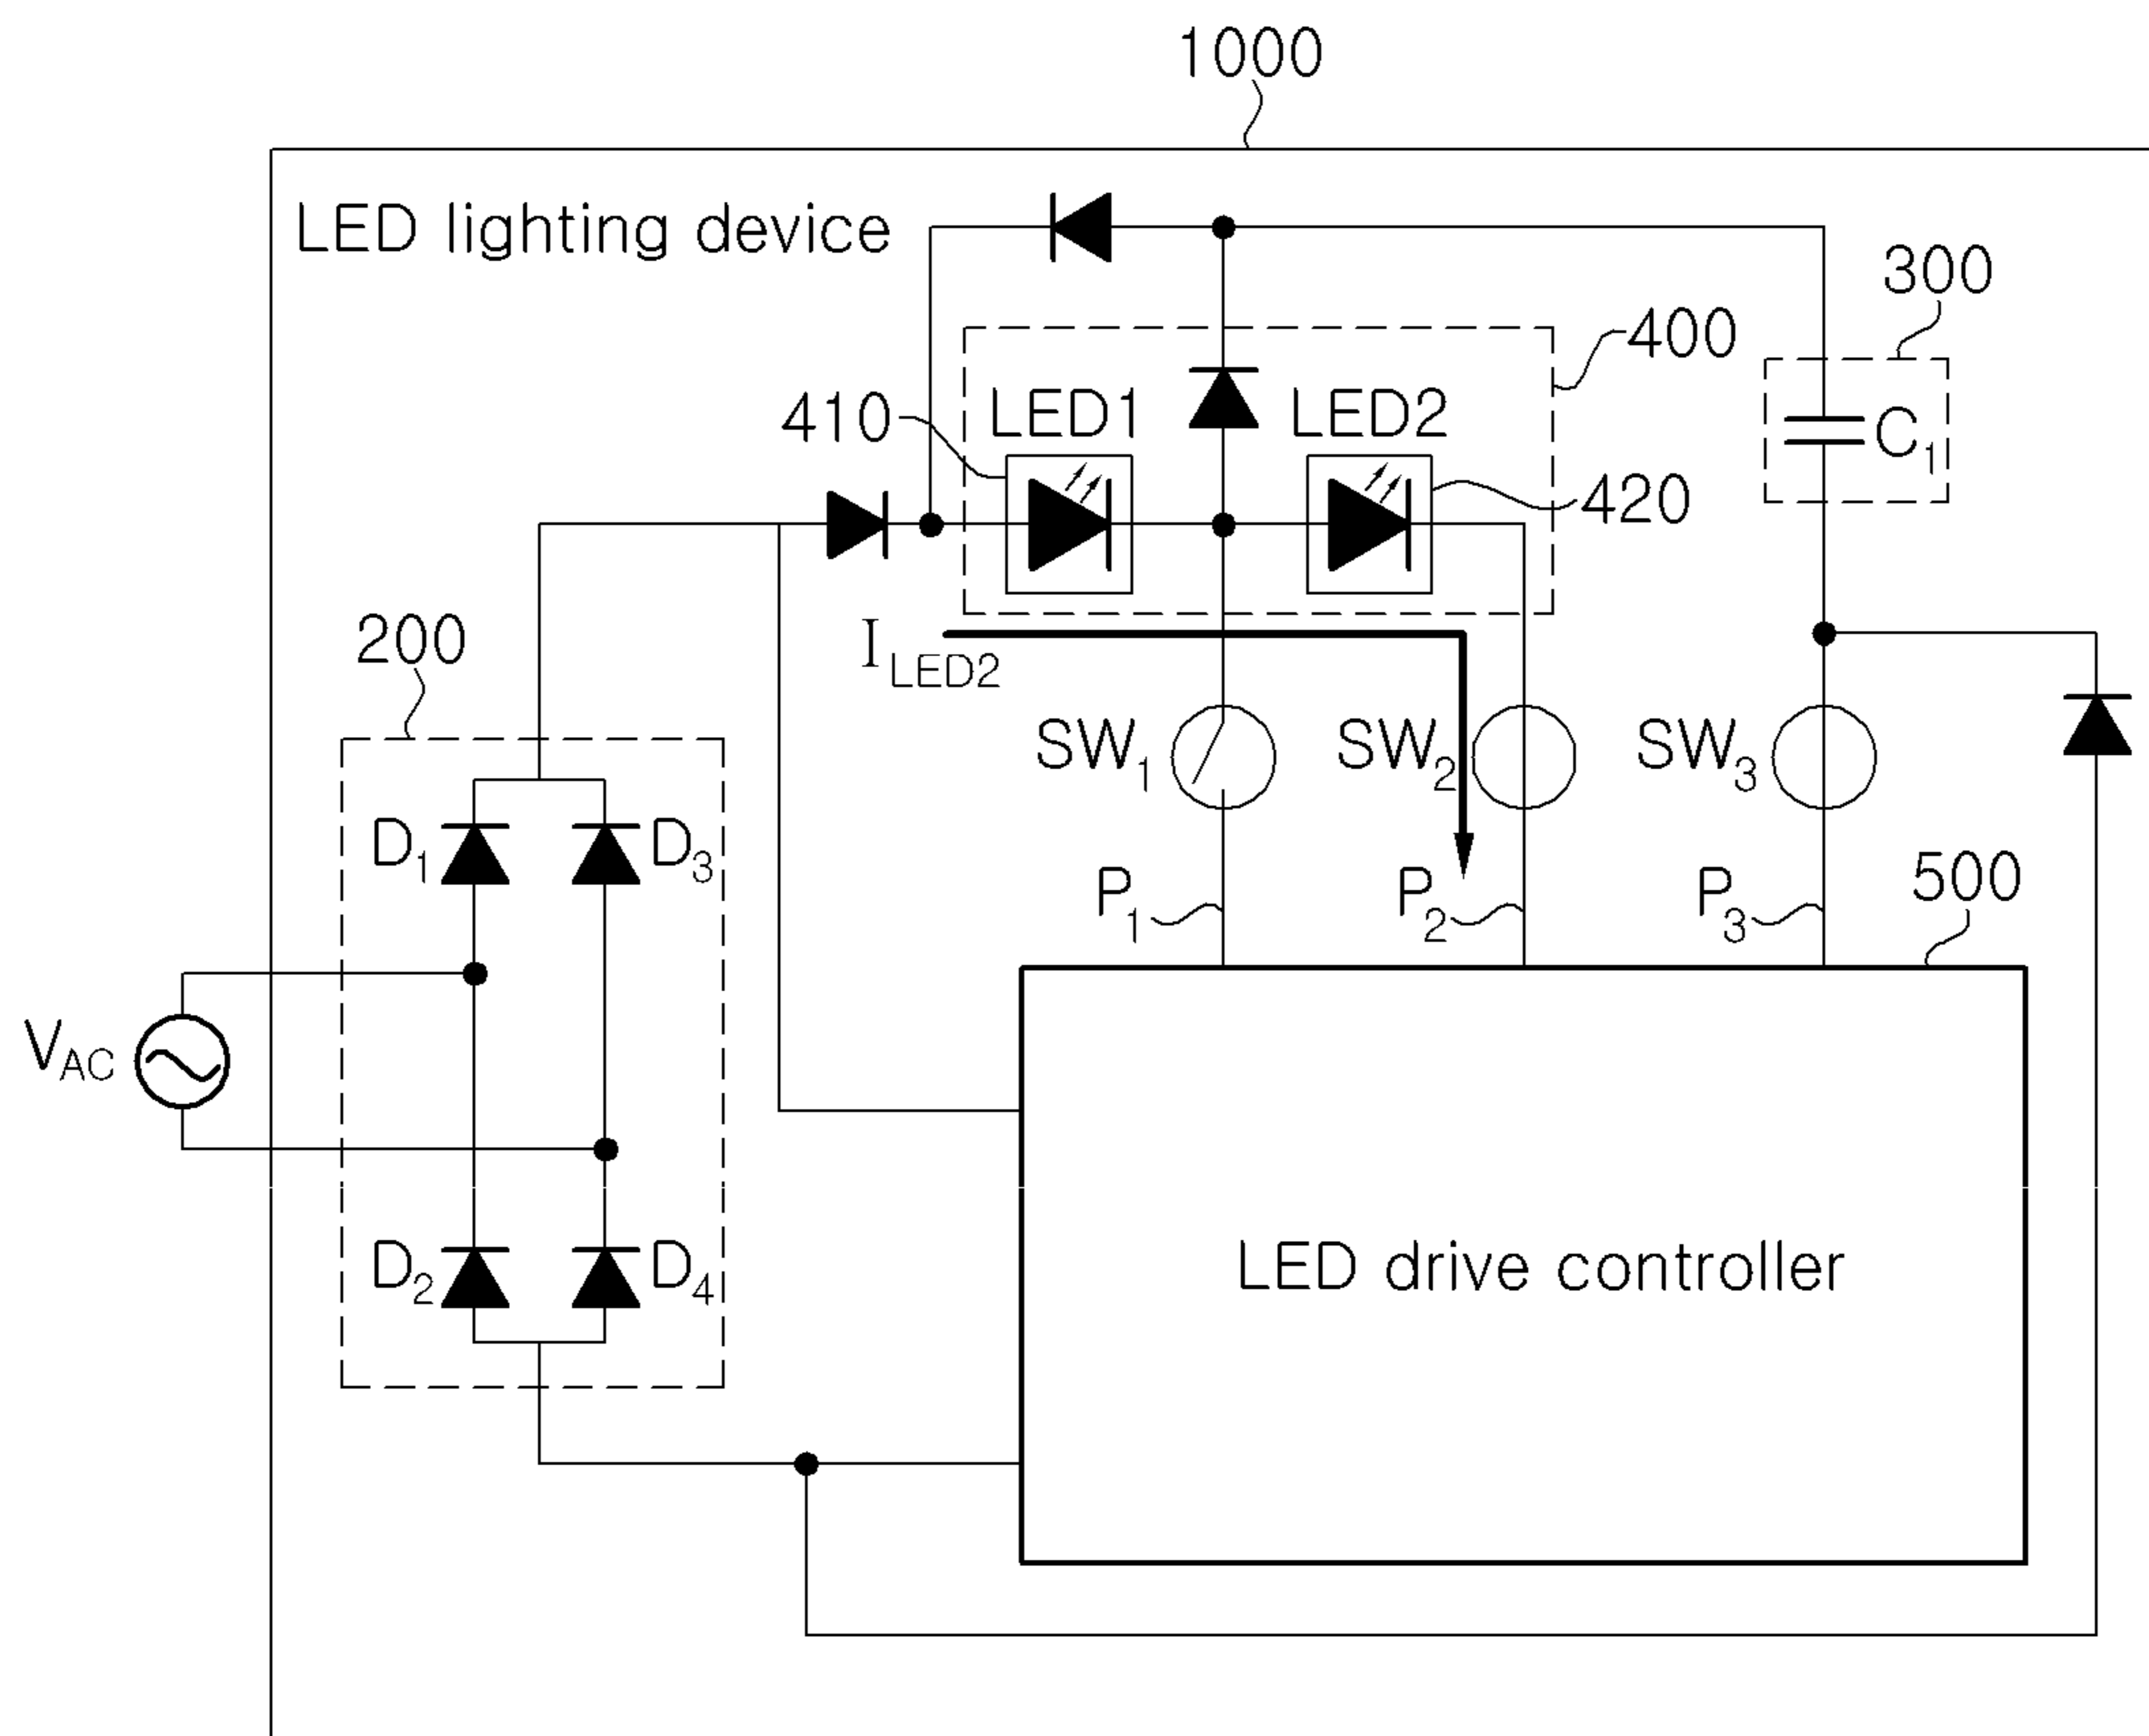 1000
LED lighting device
300
400
410
LED1
LED2
C1
420
200
ILED2
SW1
SW2
SW3
D1
D3
P1
P2
P3
500
VAC
D2
D4
LED drive controller